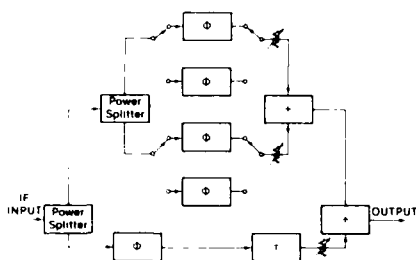 Φ
Φ
Power
Splitter
+
Φ
Φ
IF
INPUT
Power
Splitter
+
OUTPUT
Φ
τ